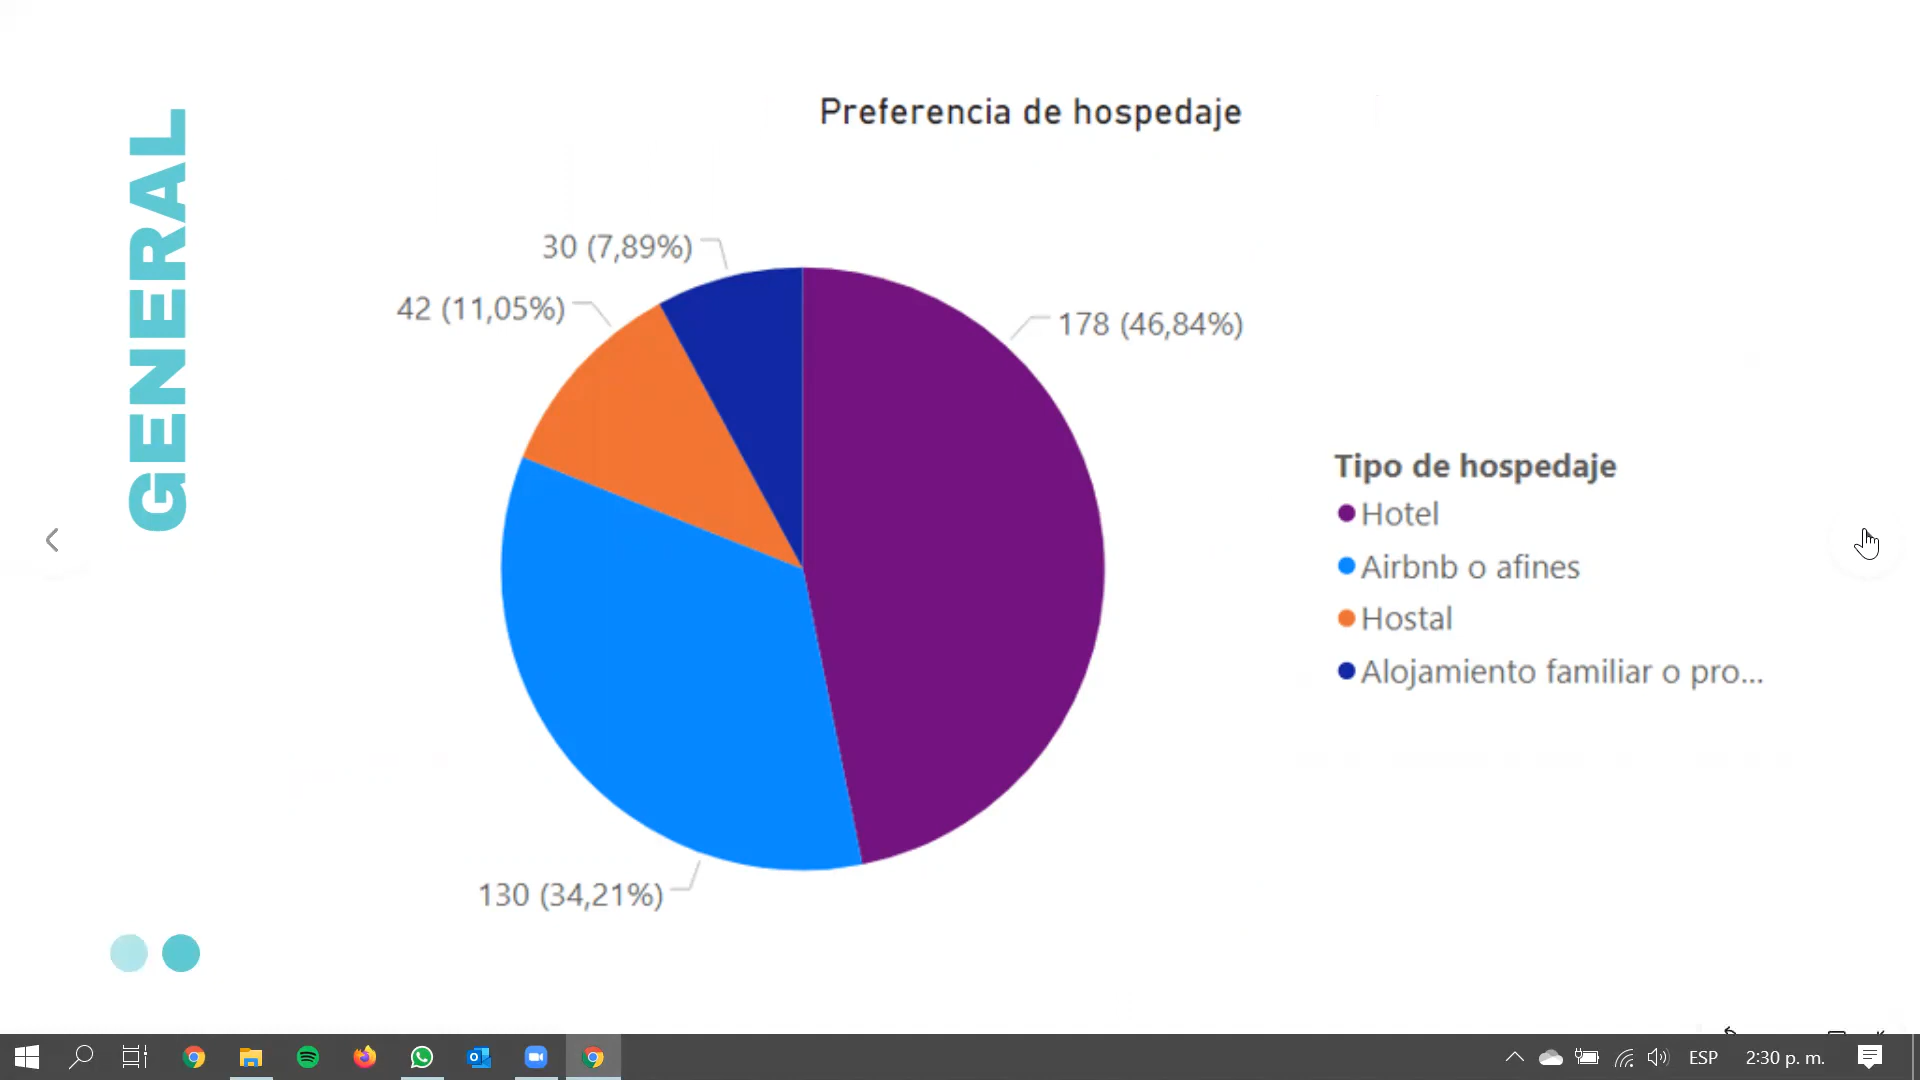 GENERAL
Preferencia de hospedaje
30 (7,89%)
42 (11,05%)
178 (46,84%)
130 (34,21%)
Tipo de hospedaje
Hotel
Airbnb o afines
Hostal
Alojamiento familiar o pro...
ESP
2:30 p. m.